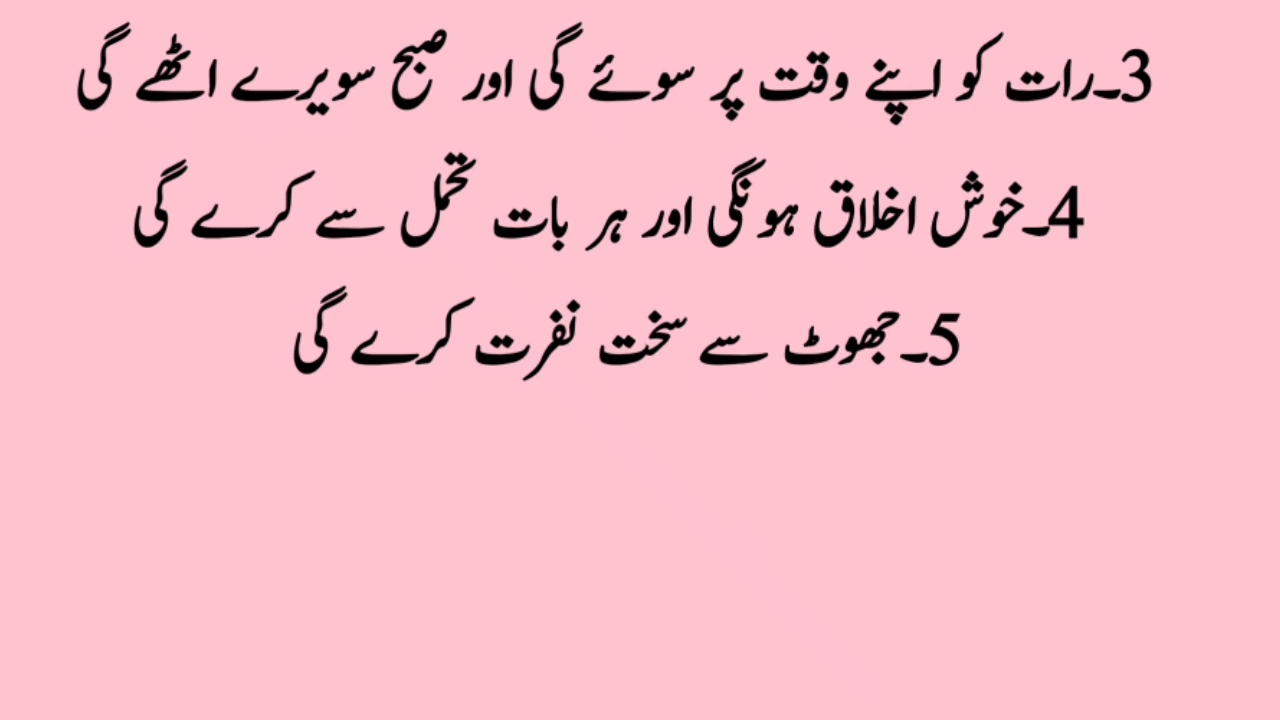 3۔رات کو اپنے وقت پر سوئے گی اور صبح سویرے اٹھے گی
4۔خوش اخلاق ہونگی اور ہر بات تحمل سے کرے گی
5۔جھوٹ سے سخت نفرت کرے گی